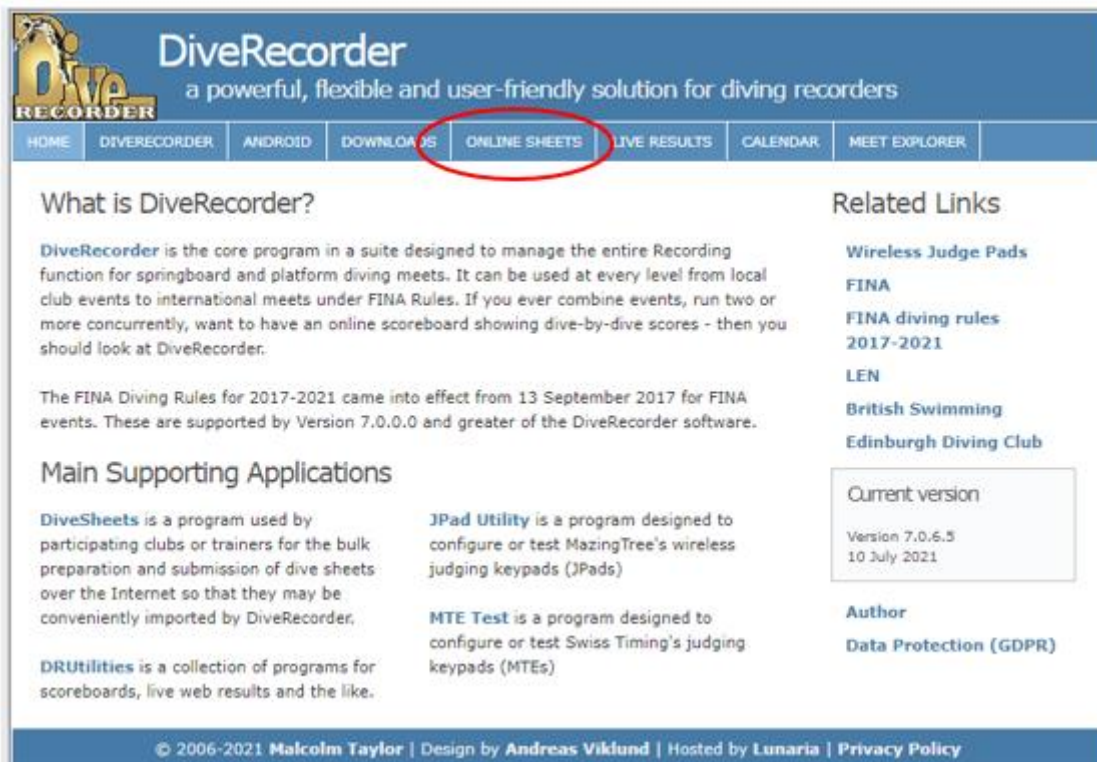 Dive
RECORDER
DiveRecorder
a powerful, flexible and user-friendly solution for diving recorders
HOME DIVERECORDER ANDROID DOWNLOADS ONLINE SHEETS LIVE RESULTS CALENDAR MEET EXPLORER
What is DiveRecorder?
DiveRecorder is the core program in a suite designed to manage the entire Recording
function for springboard and platform diving meets. It can be used at every level from local
club events to international meets under FINA Rules. If you ever combine events, run two or
more concurrently, want to have an online scoreboard showing dive-by-dive scores - then you
should look at DiveRecorder.
The FINA Diving Rules for 2017-2021 came into effect from 13 September 2017 for FINA
events. These are supported by Version 7.0.0.0 and greater of the DiveRecorder software.
Main Supporting Applications
DiveSheets is a program used by
participating clubs or trainers for the bulk
preparation and submission of dive sheets
over the Internet so that they may be
conveniently imported by DiveRecorder.
DRUtilities is a collection of programs for
scoreboards, live web results and the like.
JPad Utility is a program designed to
configure or test MazingTree's wireless
judging keypads (JPads)
MTE Test is a program designed to
configure or test Swiss Timing's judging
keypads (MTEs)
Related Links
Wireless Judge Pads
FINA
FINA diving rules
2017-2021
LEN
British Swimming
Edinburgh Diving Club
Current version
Version 7.0.6.5
10 July 2021
Author
Data Protection (GDPR)
© 2006-2021 Malcolm Taylor | Design by Andreas Viklund | Hosted by Lunaria | Privacy Policy